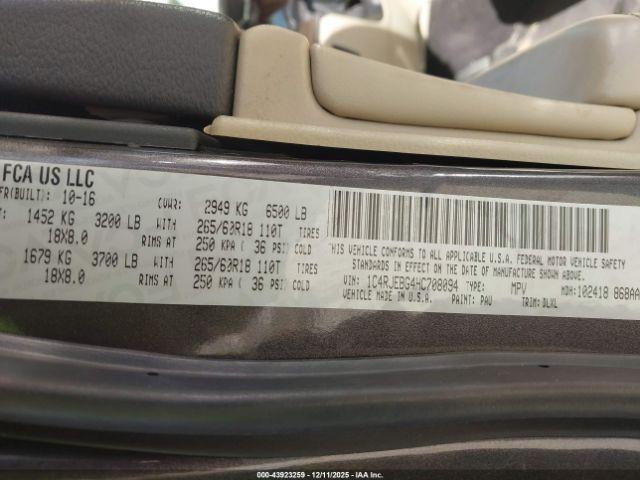 FCA US LLC
FR(BUILT): 10-16 GVWR: 2949 KG 6500 LB
1452 KG 3200 LB WITH 265/60R18 110T TIRES
18X8.0 RIMS AT 250 KPA ( 36 PSI) COLD
1679 KG 3700 LB WITH 265/60R18 110T TIRES
18X8.0 RIMS AT 250 KPA ( 36 PSI) COLD
THIS VEHICLE CONFORMS TO ALL APPLICABLE U.S.A. FEDERAL MOTOR VEHICLE SAFETY
STANDARDS IN EFFECT ON THE DATE OF MANUFACTURE SHOWN ABOVE.
VIN: 1C4RJEBG4HC708094 TYPE: MPV MDH: 102418 868AA
VEHICLE MADE IN U.S.A. PAINT: PAU TRIM: DLXL
000-43923259 - 12/11/2025 - IAA Inc.